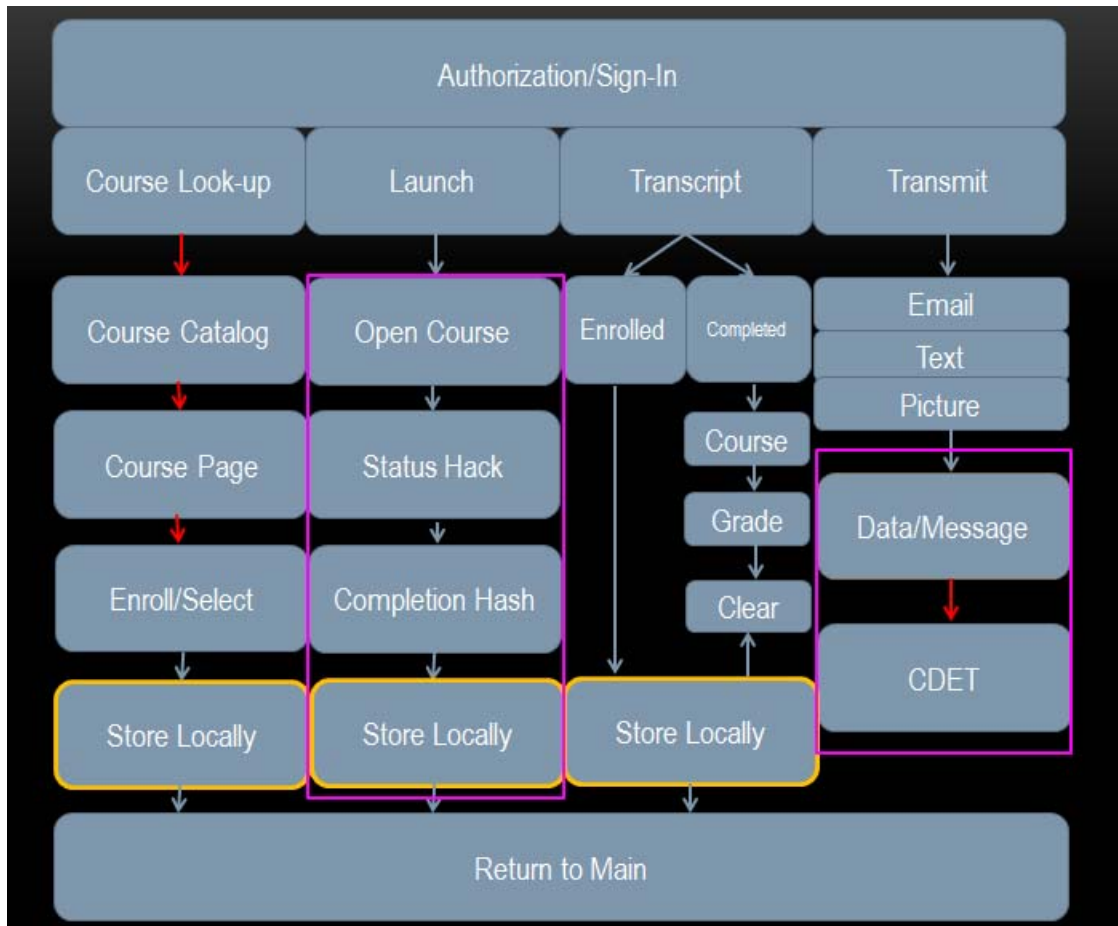 Authorization/Sign-In
Course Look-up
Launch
Transcript
Transmit
Course Catalog
Open Course
Enrolled
Completed
Email
Text
Picture
Course Page
Status Hack
Course
Grade
Data/Message
Enroll/Select
Completion Hash
Clear
CDET
Store Locally
Store Locally
Store Locally
Return to Main